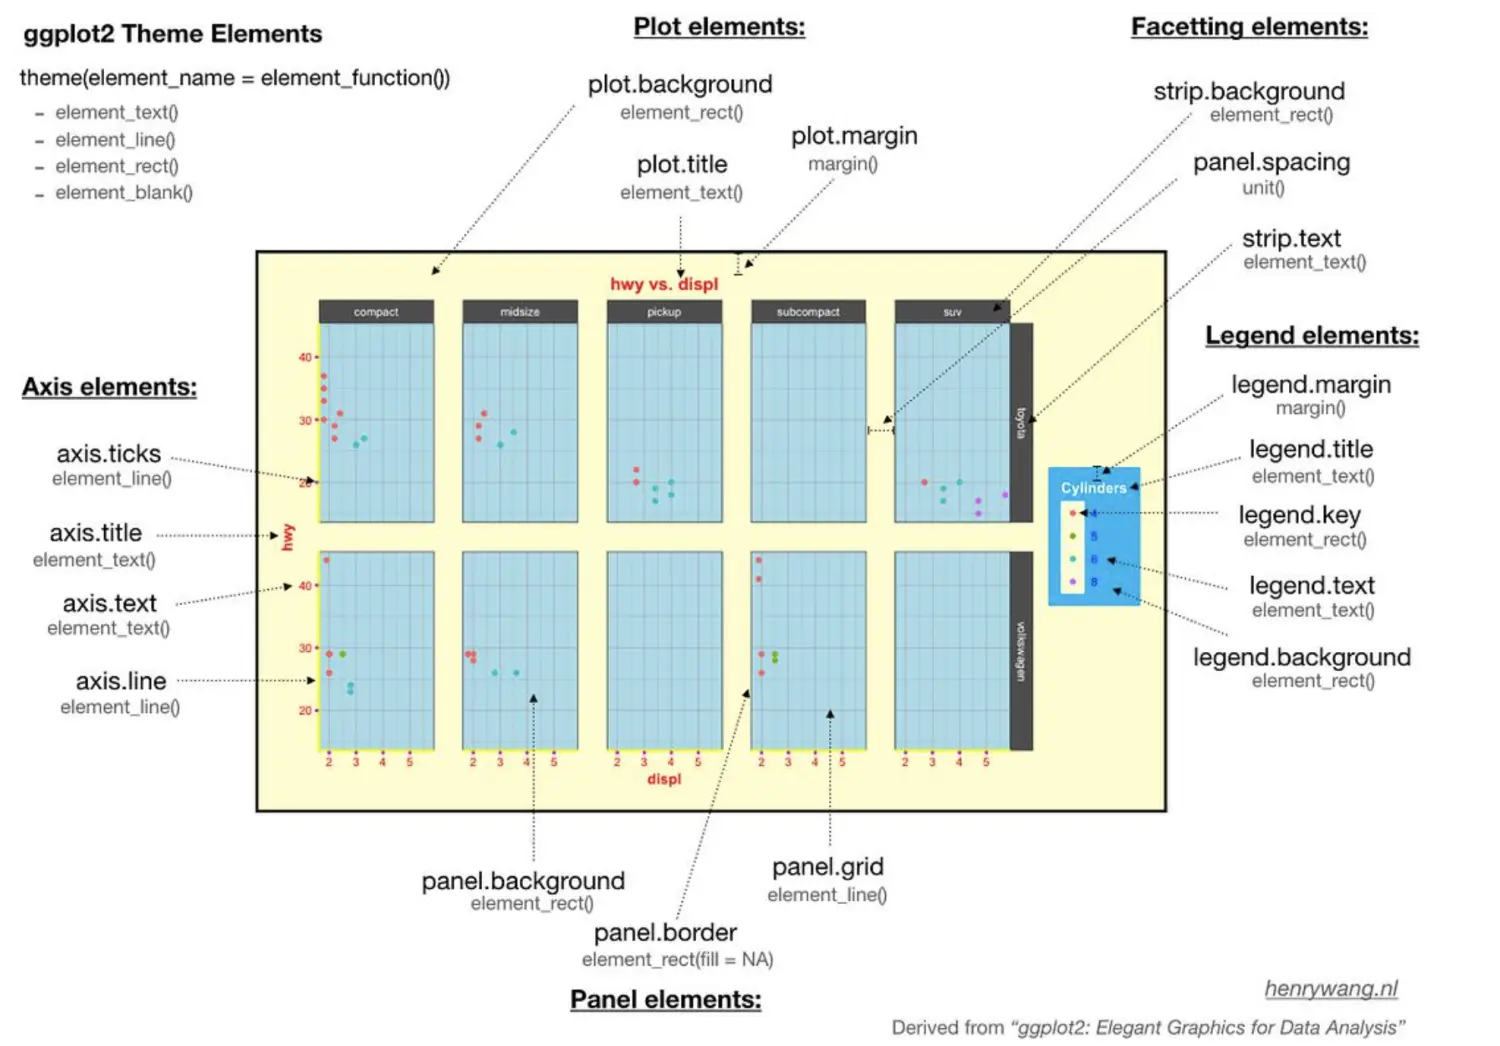 ggplot2 Theme Elements
theme(element_name = element_function())
– element_text()
– element_line()
– element_rect()
– element_blank()
Plot elements:
plot.background
element_rect()
plot.title
element_text()
plot.margin
margin()
Facetting elements:
strip.background
element_rect()
panel.spacing
unit()
strip.text
element_text()
Axis elements:
axis.ticks
element_line()
axis.title
element_text()
axis.text
element_text()
axis.line
element_line()
hwy vs. displ
compact midsize pickup subcompact suv
40
30
20
toyota
hwy
40
30
20
volkswagen
2 3 4 5 2 3 4 5 2 3 4 5 2 3 4 5 2 3 4 5
displ
Cylinders
4
5
6
8
Legend elements:
legend.margin
margin()
legend.title
element_text()
legend.key
element_rect()
legend.text
element_text()
legend.background
element_rect()
panel.background
element_rect()
panel.border
element_rect(fill = NA)
panel.grid
element_line()
Panel elements:
henrywang.nl
Derived from “ggplot2: Elegant Graphics for Data Analysis”